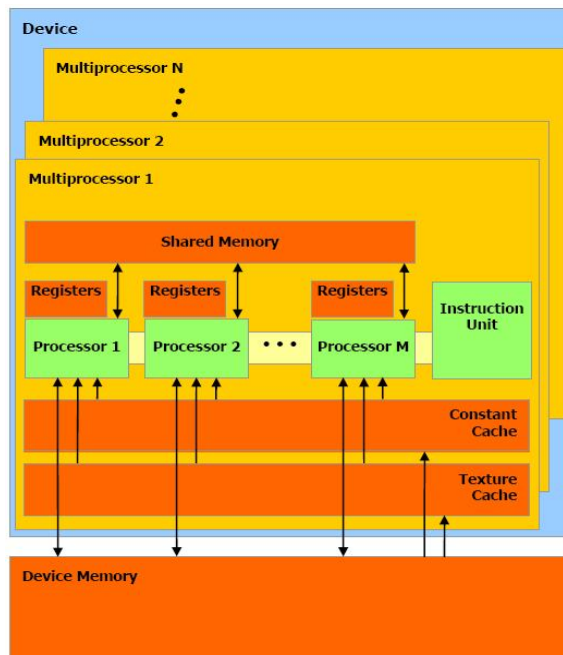 Device
Multiprocessor N
Multiprocessor 2
Multiprocessor 1
Shared Memory
Registers
Registers
Registers
Instruction
Unit
Processor 1
Processor 2
Processor M
Constant
Cache
Texture
Cache
Device Memory